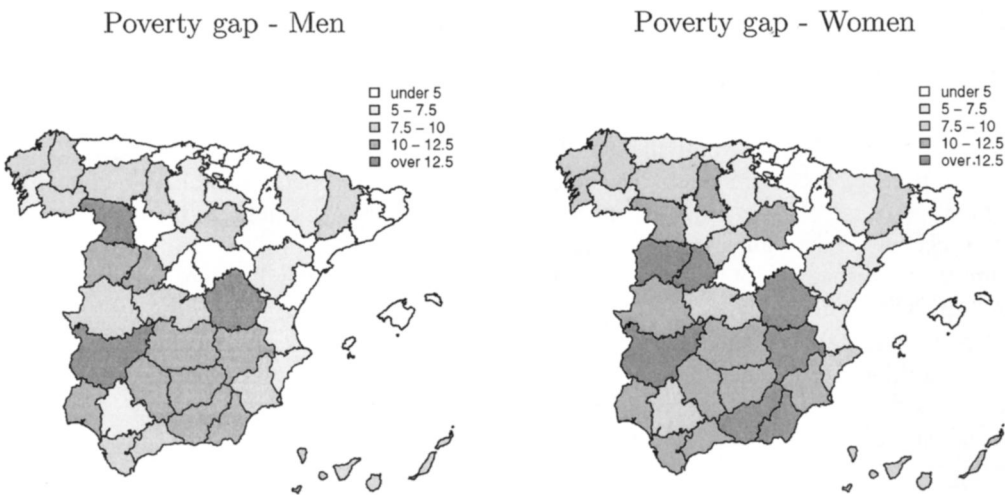 Poverty gap - Men
under 5
5 – 7.5
7.5 – 10
10 – 12.5
over 12.5
Poverty gap - Women
under 5
5 – 7.5
7.5 – 10
10 – 12.5
over.12.5